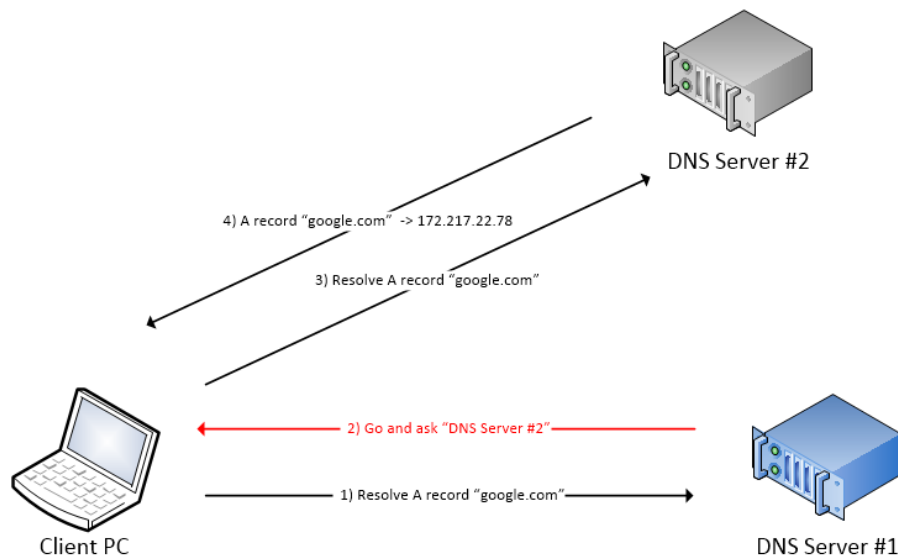 DNS Server #2
4) A record “google.com” -> 172.217.22.78
3) Resolve A record “google.com”
2) Go and ask “DNS Server #2”
1) Resolve A record “google.com”
Client PC
DNS Server #1